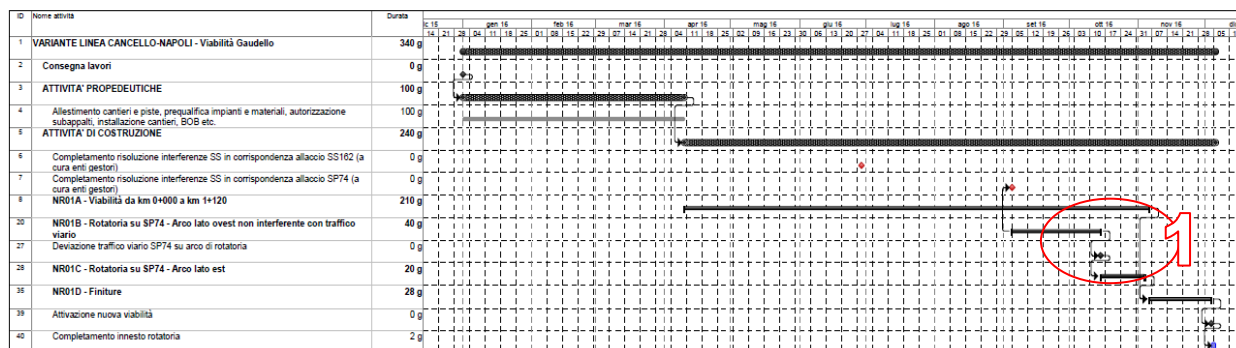 ID Nome attività Durata ic 15 gen 16 feb 16 mar 16 apr 16 mag 16 giu 16 lug 16 ago 16 set 16 ott 16 nov 16 di
14 21 28 04 11 18 25 01 08 15 22 29 07 14 21 28 04 11 18 25 02 09 16 23 30 06 13 20 27 04 11 18 25 01 08 15 22 29 05 12 19 26 03 10 17 24 31 07 14 21 28 05 1
1 VARIANTE LINEA CANCELLO-NAPOLI - Viabilità Gaudello 340 g
2 Consegna lavori 0 g
3 ATTIVITA' PROPEDEUTICHE 100 g
4 Allestimento cantieri e piste, prequalifica impianti e materiali, autorizzazione 100 g
subappalti, installazione cantieri, BOB etc.
5 ATTIVITA' DI COSTRUZIONE 240 g
6 Completamento risoluzione interferenze SS in corrispondenza allaccio SS162 (a 0 g
cura enti gestori)
7 Completamento risoluzione interferenze SS in corrispondenza allaccio SP74 (a 0 g
cura enti gestori)
8 NR01A - Viabilità da km 0+000 a km 1+120 210 g
20 NR01B - Rotatoria su SP74 - Arco lato ovest non interferente con traffico 40 g
viario
27 Deviazione traffico viario SP74 su arco di rotatoria 0 g
28 NR01C - Rotatoria su SP74 - Arco lato est 20 g
35 NR01D - Finiture 28 g
39 Attivazione nuova viabilità 0 g
40 Completamento innesto rotatoria 2 g
1